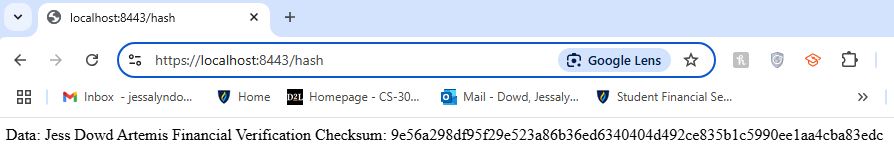 localhost:8443/hash
https://localhost:8443/hash
Google Lens
Inbox - jessalyndo...
Home
D2L Homepage - CS-30...
Mail - Dowd, Jessaly...
Student Financial Se...
Data: Jess Dowd Artemis Financial Verification Checksum: 9e56a298df95f29e523a86b36ed6340404d492ce835b1c5990ee1aa4cba83edc